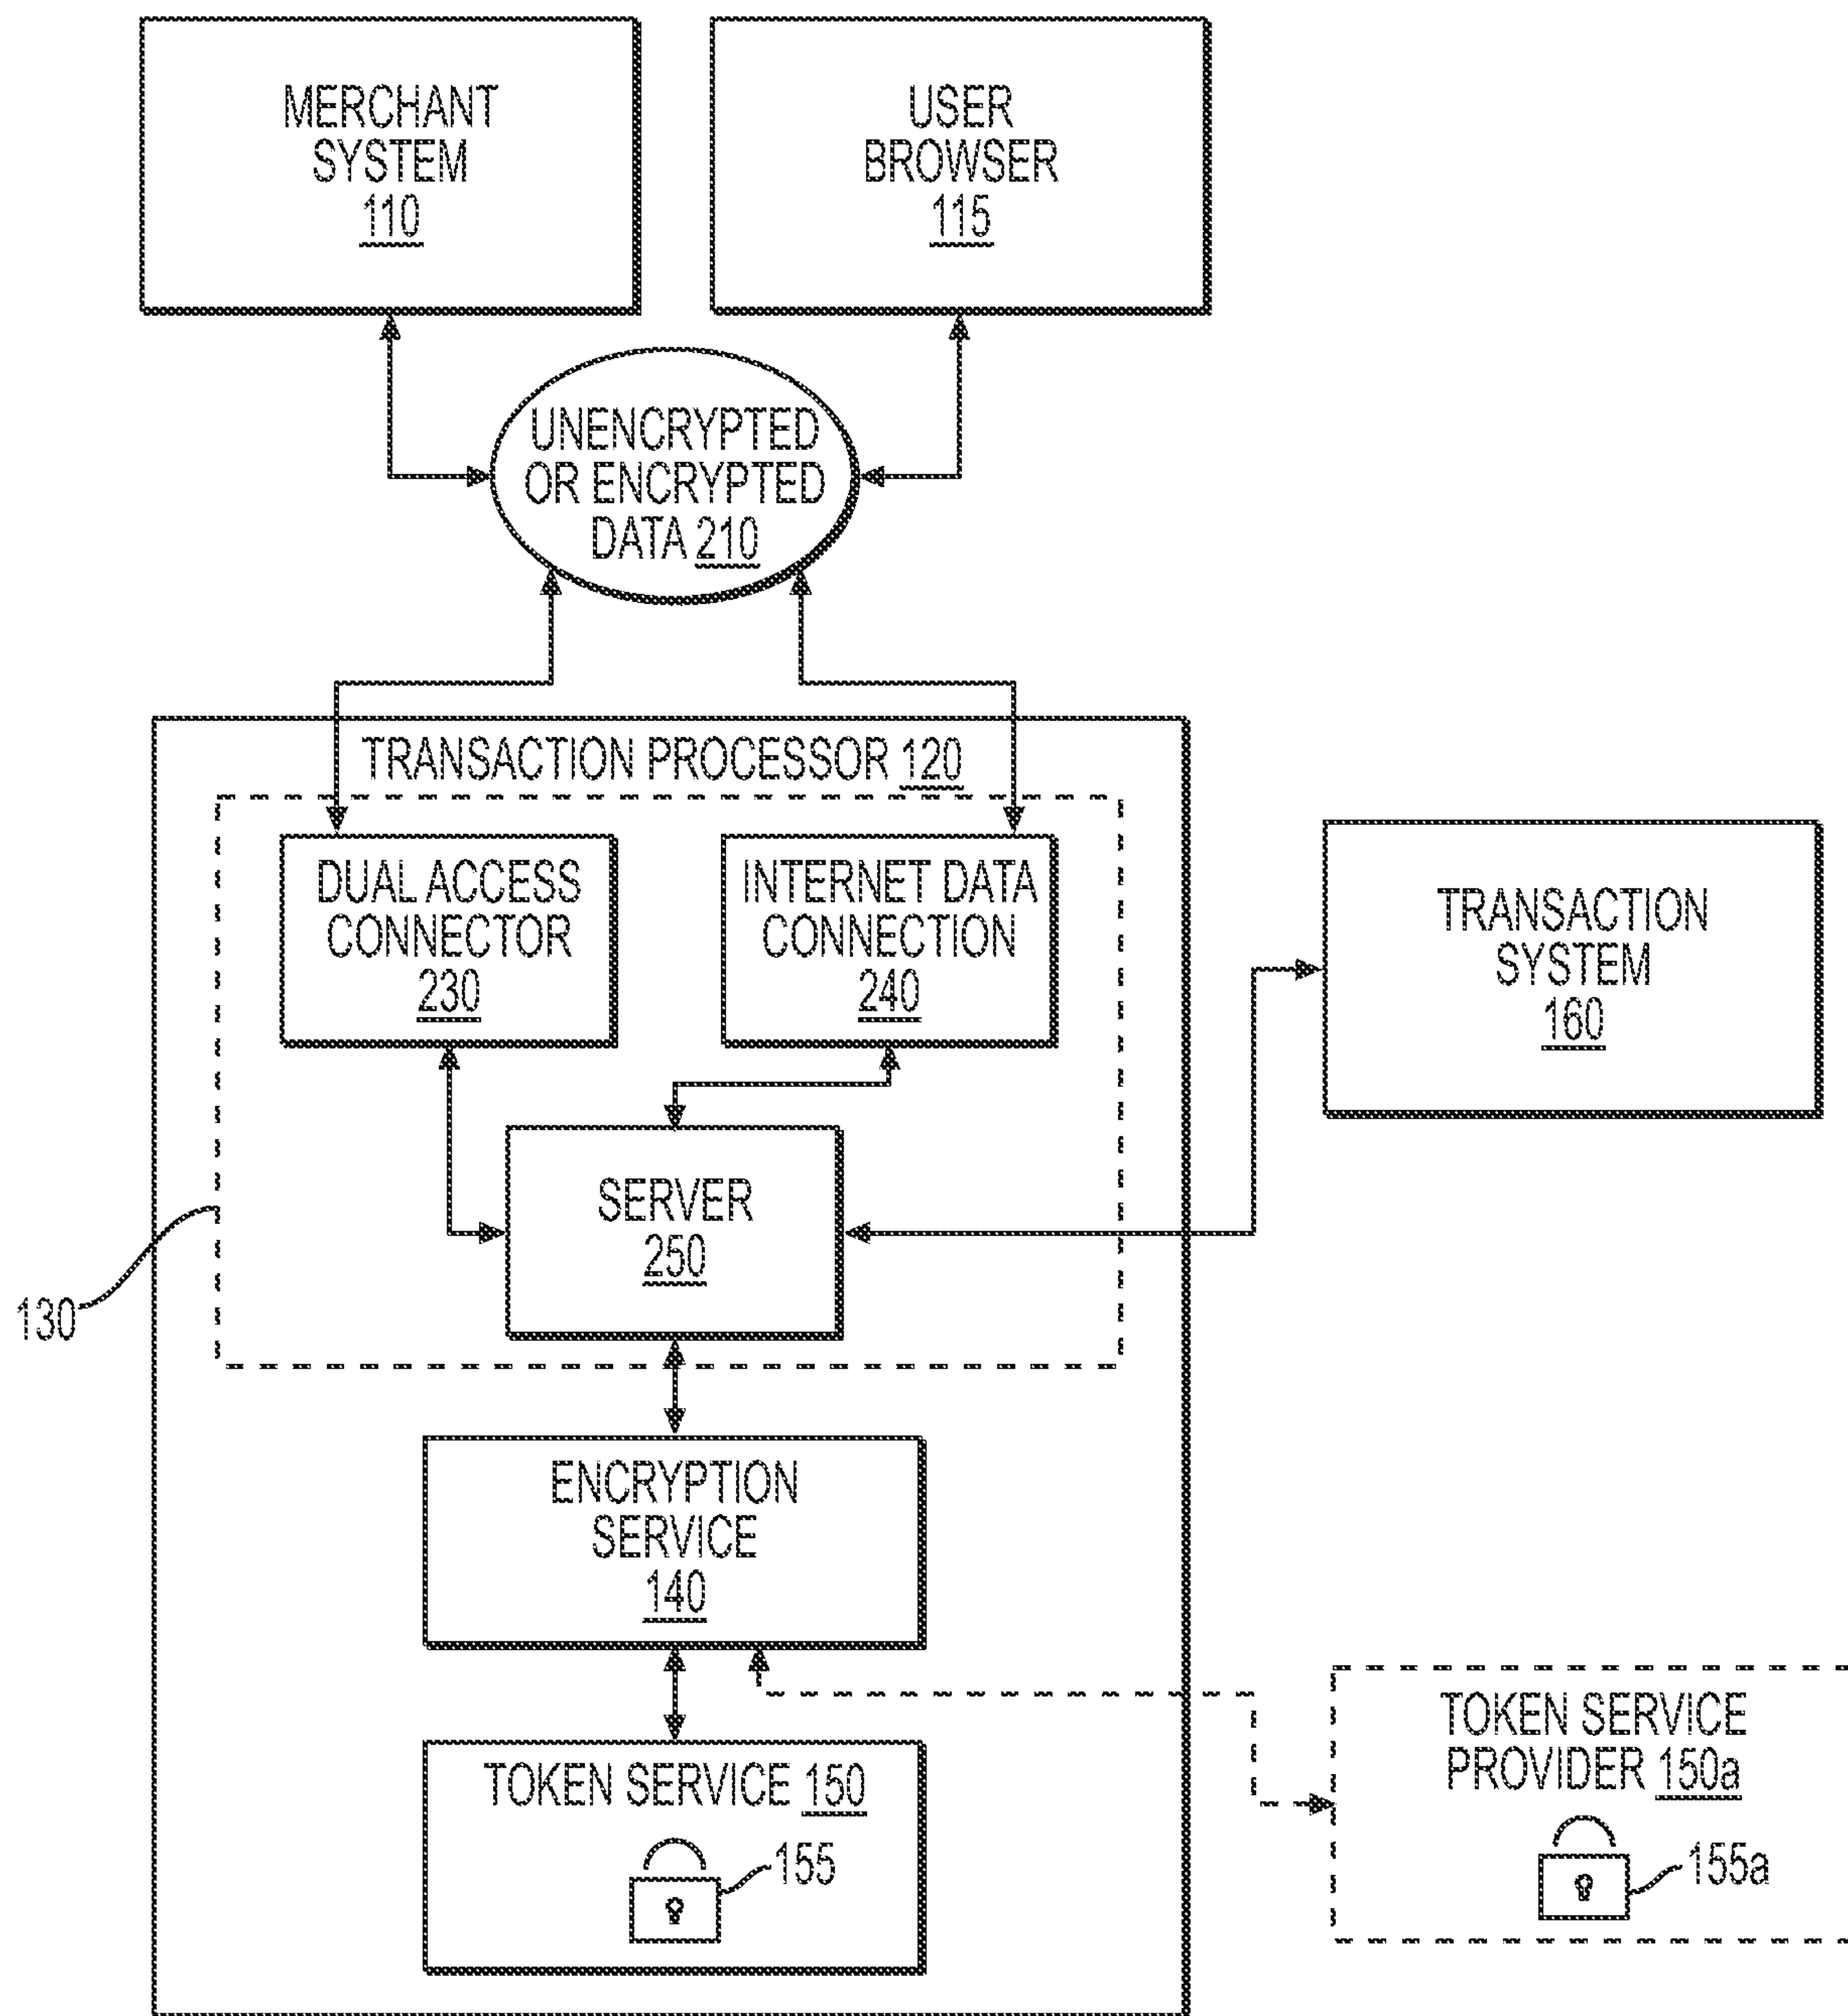 MERCHANT
SYSTEM
110
USER
BROWSER
115
UNENCRYPTED
OR ENCRYPTED
DATA 210
TRANSACTION PROCESSOR 120
DUAL ACCESS
CONNECTOR
230
INTERNET DATA
CONNECTION
240
TRANSACTION
SYSTEM
160
SERVER
250
130
ENCRYPTION
SERVICE
140
TOKEN SERVICE 150
155
TOKEN SERVICE
PROVIDER 150a
155a